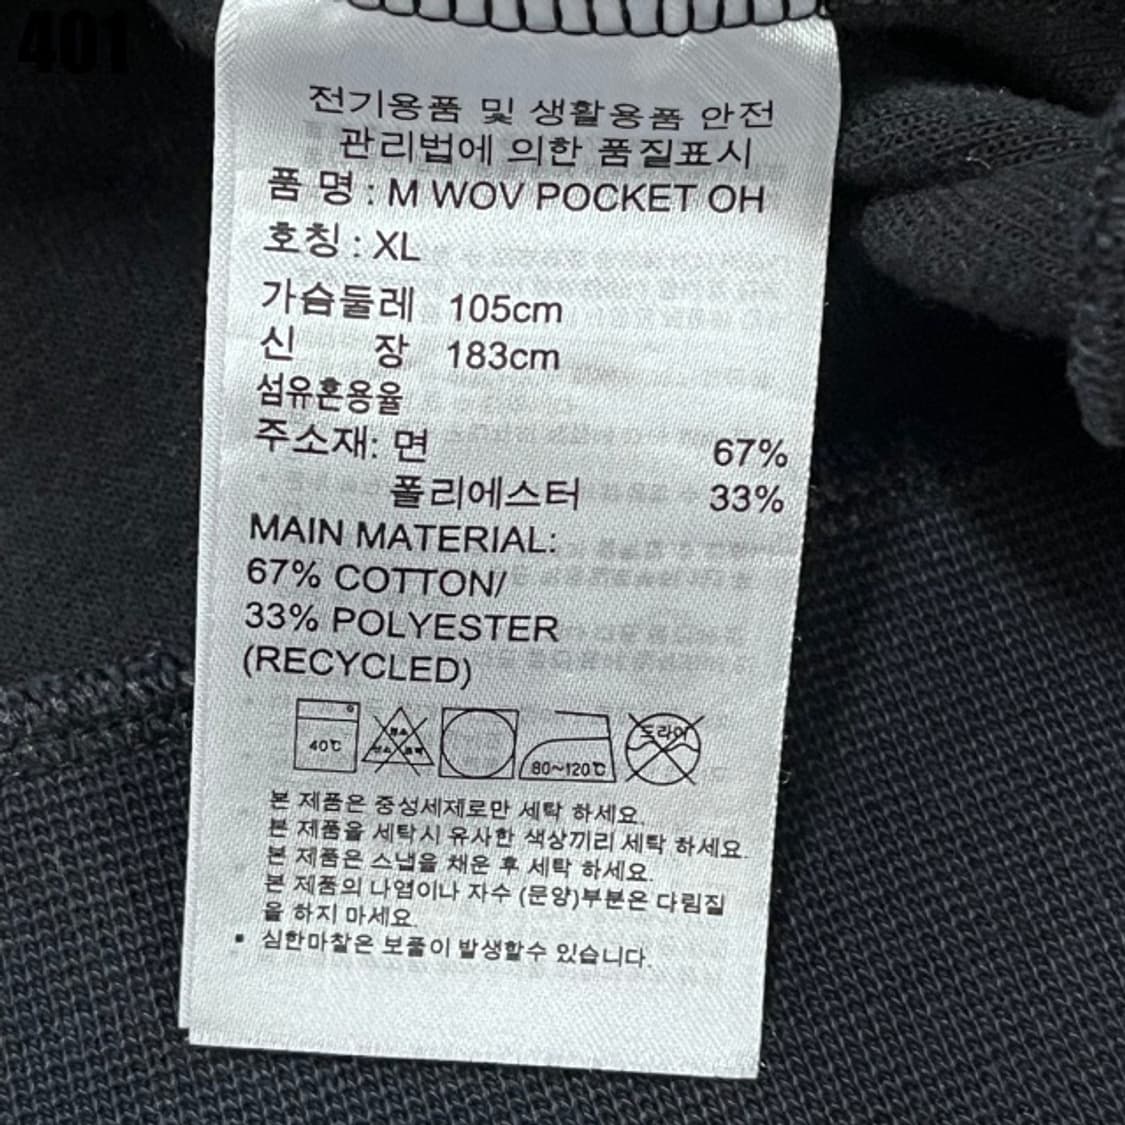 401
전기용품 및 생활용품 안전
관리법에 의한 품질표시
품 명 : M WOV POCKET OH
호칭 : XL
가슴둘레 105cm
신 장 183cm
섬유혼용율
주소재: 면 67%
폴리에스터 33%
MAIN MATERIAL:
67% COTTON/
33% POLYESTER
(RECYCLED)
40℃ 80~120℃ 드라이
본 제품은 중성세제로만 세탁 하세요.
본 제품을 세탁시 유사한 색상끼리 세탁 하세요.
본 제품은 스냅을 채운 후 세탁 하세요.
본 제품의 나염이나 자수 (문양)부분은 다림질
을 하지 마세요.
• 심한마찰은 보풀이 발생할수 있습니다.